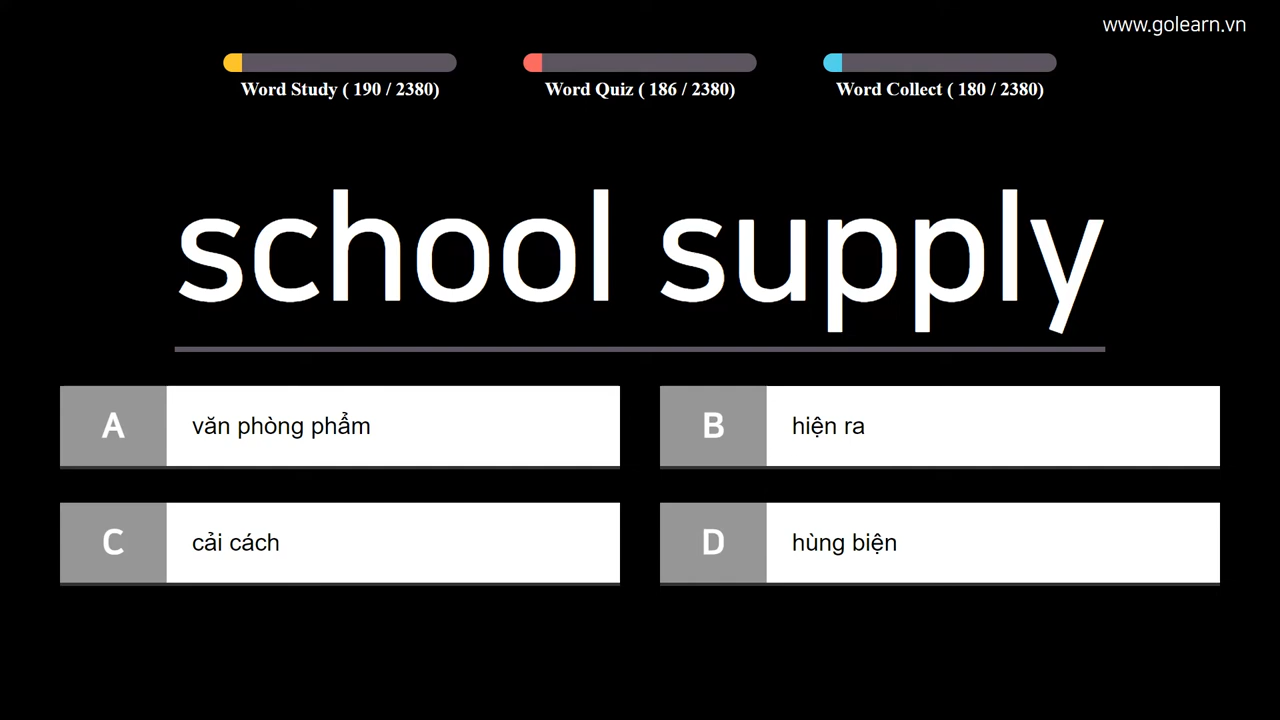 www.golearn.vn
Word Study ( 190 / 2380)
Word Quiz ( 186 / 2380)
Word Collect ( 180 / 2380)
school supply
A văn phòng phẩm
B hiện ra
C cải cách
D hùng biện